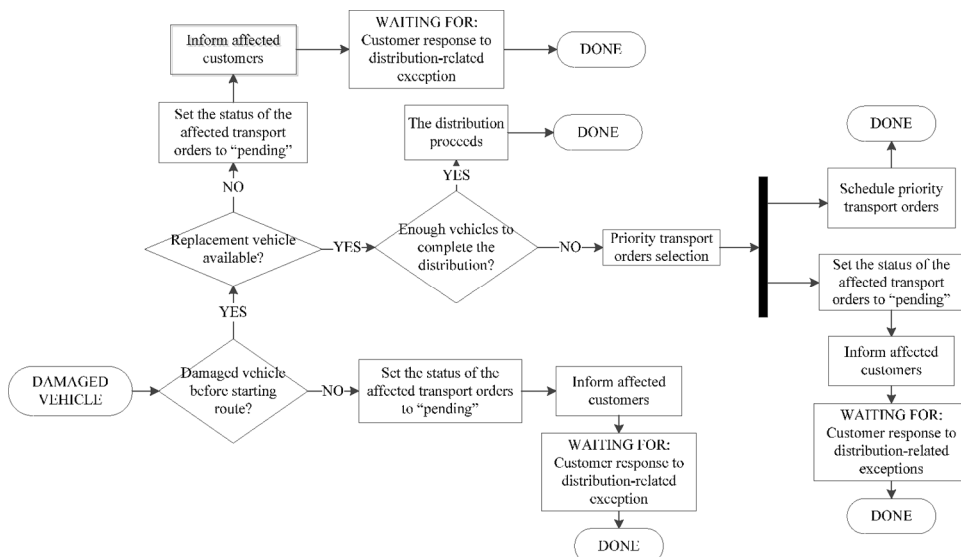 Inform affected
customers
WAITING FOR:
Customer response to
distribution-related
exception
DONE
Set the status of the
affected transport
orders to “pending”
The distribution
proceeds
DONE
DONE
NO
YES
Schedule priority
transport orders
Replacement vehicle
available?
YES
Enough vehicles to
complete the
distribution?
NO
Priority transport
orders selection
Set the status of the
affected transport
orders to “pending”
YES
Inform affected
customers
DAMAGED
VEHICLE
Damaged vehicle
before starting
route?
NO
Set the status of the
affected transport orders
to “pending”
Inform affected
customers
WAITING FOR:
Customer response to
distribution-related
exceptions
WAITING FOR:
Customer response to
distribution-related
exception
DONE
DONE